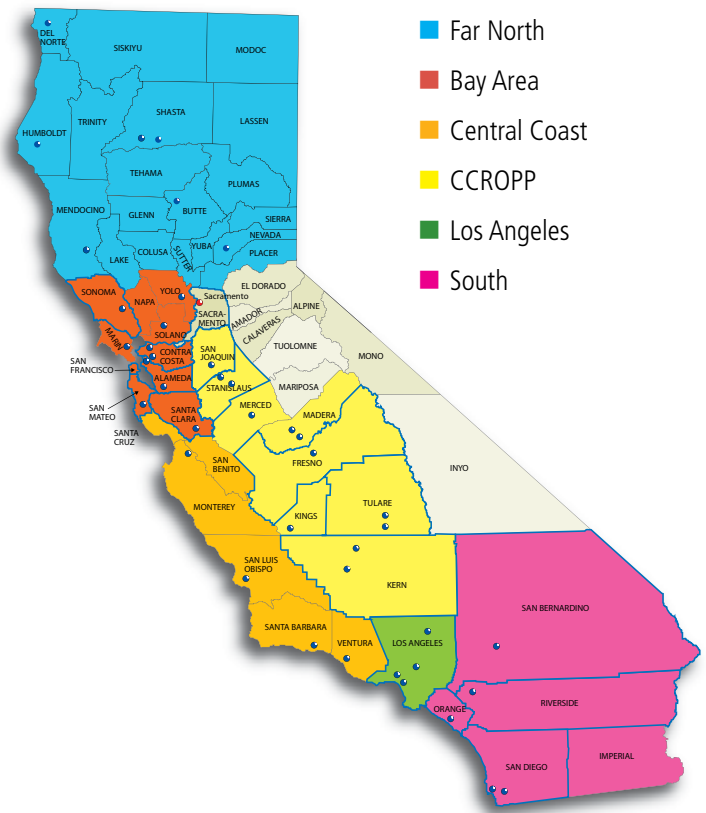 Far North
Bay Area
Central Coast
CCROPP
Los Angeles
South
DEL
NORTE
SISKIYU
MODOC
HUMBOLDT
TRINITY
SHASTA
LASSEN
TEHAMA
PLUMAS
MENDOCINO
GLENN
BUTTE
SIERRA
LAKE
COLUSA
SUTTER
YUBA
NEVADA
PLACER
SONOMA
NAPA
YOLO
Sacramento
SACRA-
MENTO
EL DORADO
ALPINE
AMADOR
CALAVERAS
SOLANO
MARIN
CONTRA
COSTA
SAN
JOAQUIN
TUOLOMNE
MONO
SAN
FRANCISCO
ALAMEDA
STANISLAUS
MARIPOSA
SAN
MATEO
SANTA
CLARA
MERCED
MADERA
SANTA
CRUZ
SAN
BENITO
FRESNO
INYO
MONTEREY
KINGS
TULARE
SAN LUIS
OBISPO
KERN
SAN BERNARDINO
SANTA BARBARA
VENTURA
LOS ANGELES
ORANGE
RIVERSIDE
SAN DIEGO
IMPERIAL